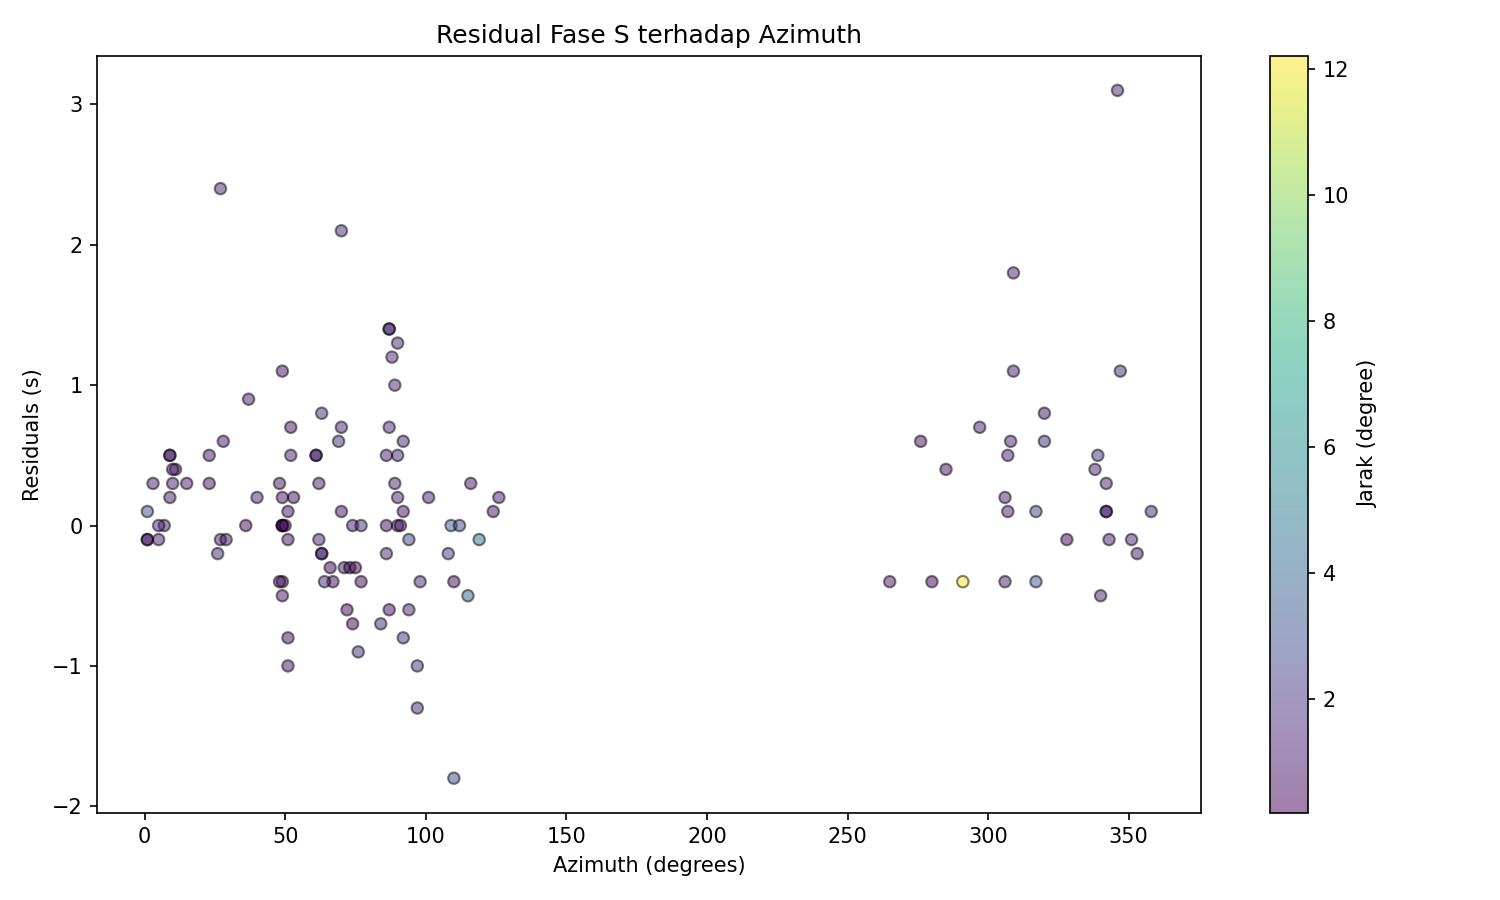 Residual Fase S terhadap Azimuth
3
2
1
0
−1
−2
Residuals (s)
0 50 100 150 200 250 300 350
Azimuth (degrees)
12
10
8
6
4
2
Jarak (degree)